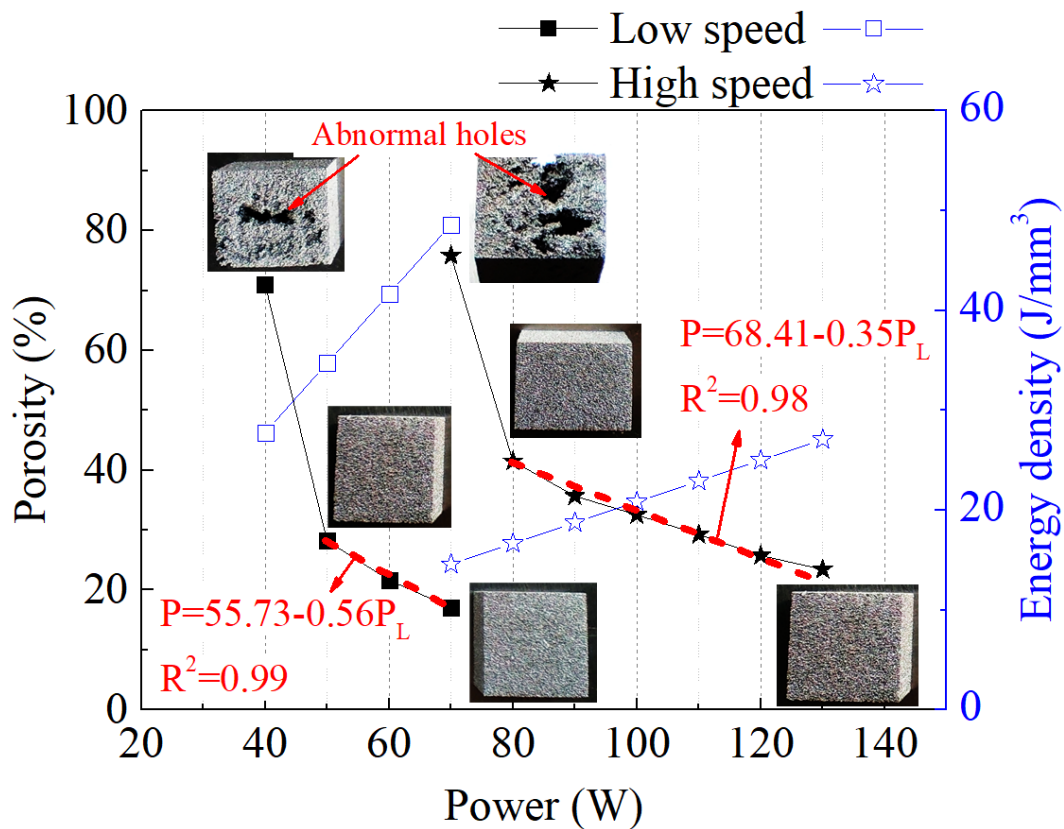 Low speed
High speed
100
80
60
40
20
0
Porosity (%)
60
40
20
0
Energy density (J/mm³)
Abnormal holes
P=68.41-0.35P_L
R²=0.98
P=55.73-0.56P_L
R²=0.99
20 40 60 80 100 120 140
Power (W)